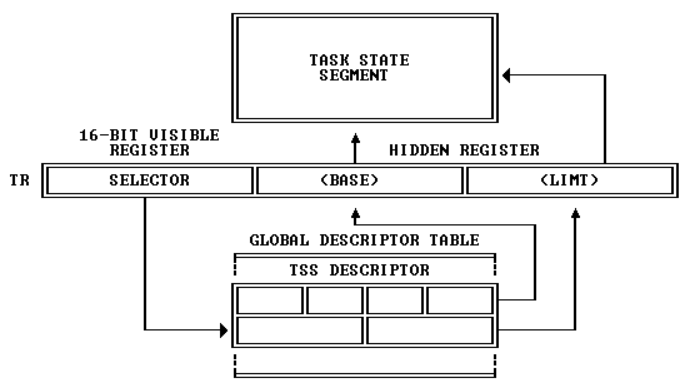 TASK STATE
SEGMENT
16-BIT VISIBLE
REGISTER
HIDDEN REGISTER
TR
SELECTOR
(BASE)
(LIMT)
GLOBAL DESCRIPTOR TABLE
TSS DESCRIPTOR